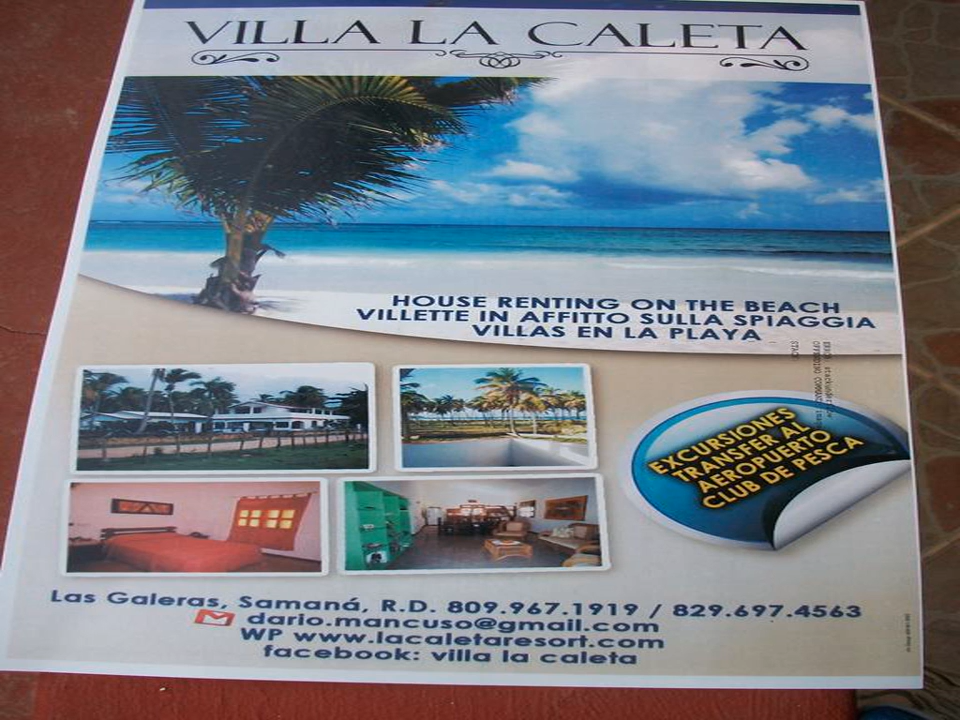 VILLA LA CALETA
HOUSE RENTING ON THE BEACH
VILLETTE IN AFFITTO SULLA SPIAGGIA
VILLAS EN LA PLAYA
EXCURSIONES
TRANSFER AL
AEROPUERTO
CLUB DE PESCA
Las Galeras, Samaná, R.D. 809.967.1919 / 829.697.4563
dario.mancuso@gmail.com
WP www.lacaletaresort.com
facebook: villa la caleta